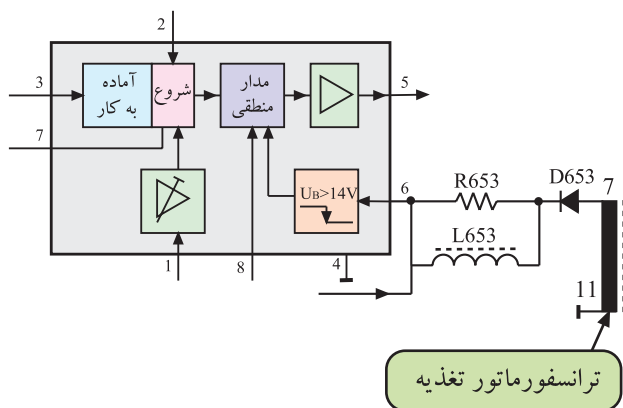 2
3
آماده
به کار
شروع
مدار
منطقی
5
7
UB>14V
6
R653
D653
7
L653
1
8
4
11
ترانسفورماتور تغذیه